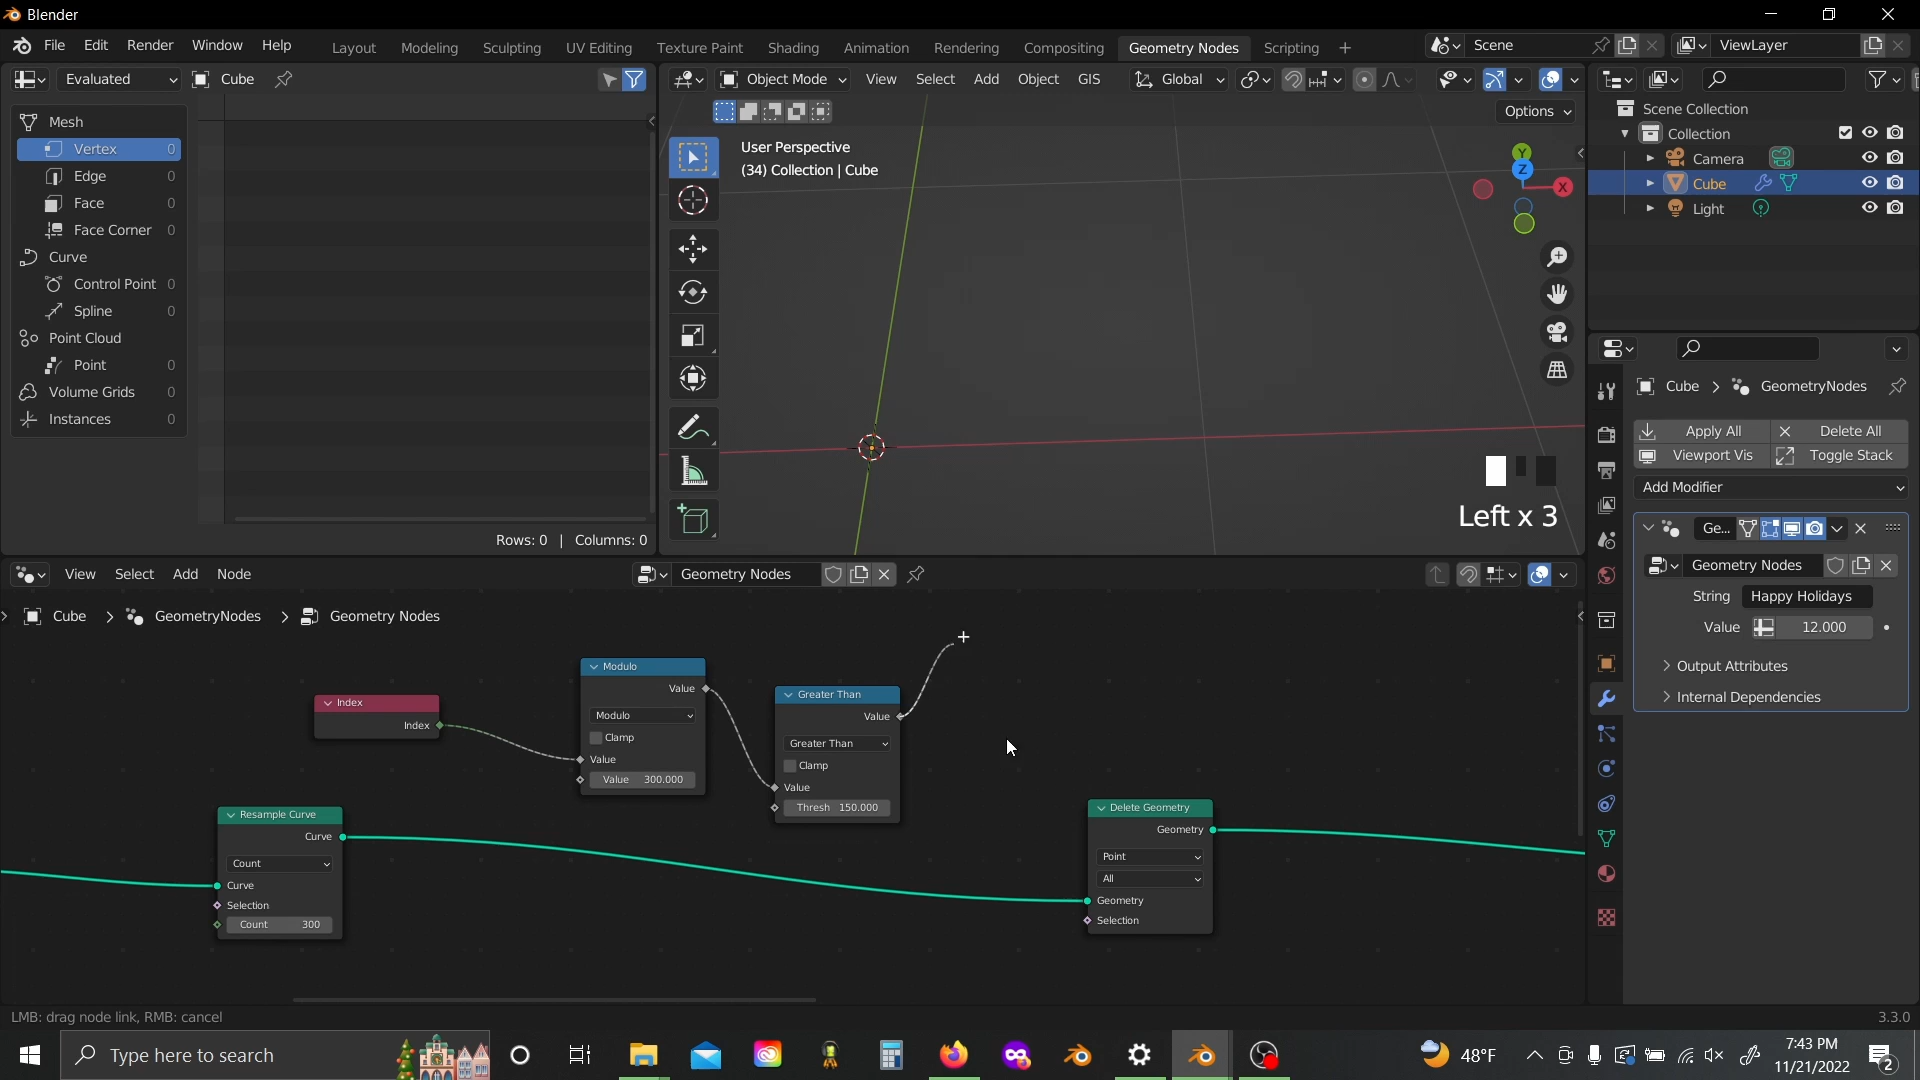 Blender
File Edit Render Window Help Layout Modeling Sculpting UV Editing Texture Paint Shading Animation Rendering Compositing Geometry Nodes Scripting + Scene ViewLayer
Evaluated Cube
Mesh
Vertex 0
Edge 0
Face 0
Face Corner 0
Curve
Control Point 0
Spline 0
Point Cloud
Point 0
Volume Grids 0
Instances 0
Rows: 0 | Columns: 0
Object Mode View Select Add Object GIS Global
Options
User Perspective
(34) Collection | Cube
Y
Z
X
Left x 3
Scene Collection
Collection
Camera
Cube
Light
Cube > GeometryNodes
Apply All Delete All
Viewport Vis Toggle Stack
Add Modifier
Ge...
Geometry Nodes
String Happy Holidays
Value 12.000
Output Attributes
Internal Dependencies
View Select Add Node Geometry Nodes
Cube > GeometryNodes > Geometry Nodes
Index
Index
Modulo
Value
Modulo
Clamp
Value
Value 300.000
Greater Than
Value
Greater Than
Clamp
Value
Thresh 150.000
Resample Curve
Curve
Count
Curve
Selection
Count 300
Delete Geometry
Geometry
Point
All
Geometry
Selection
LMB: drag node link, RMB: cancel
3.3.0
Type here to search
48°F
7:43 PM
11/21/2022
2